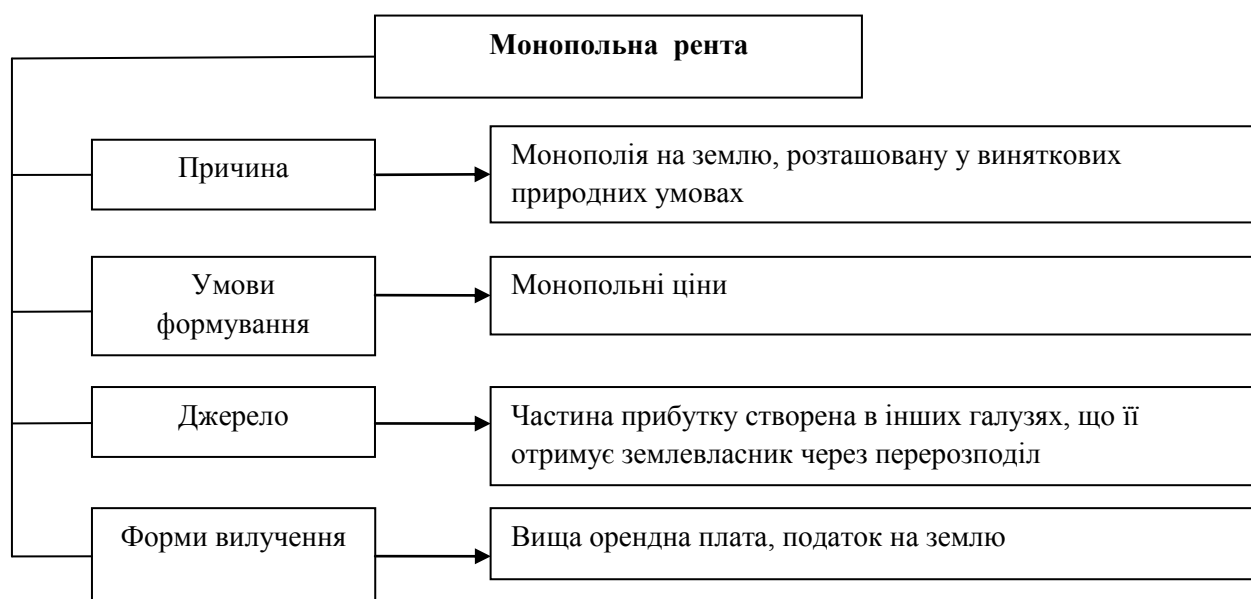 Монопольна рента
Причина
Монополія на землю, розташовану у виняткових
природних умовах
Умови
формування
Монопольні ціни
Джерело
Частина прибутку створена в інших галузях, що її
отримує землевласник через перерозподіл
Форми вилучення
Вища орендна плата, податок на землю